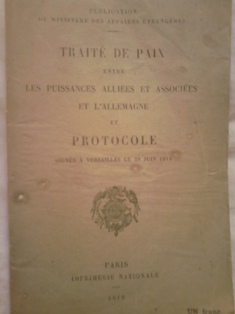 PUBLICATION
DU MINISTÈRE DES AFFAIRES ÉTRANGÈRES
TRAITÉ DE PAIX
ENTRE
LES PUISSANCES ALLIÉES ET ASSOCIÉES
ET L'ALLEMAGNE
ET
PROTOCOLE
SIGNÉS À VERSAILLES LE 28 JUIN 1919
PARIS
IMPRIMERIE NATIONALE
1919